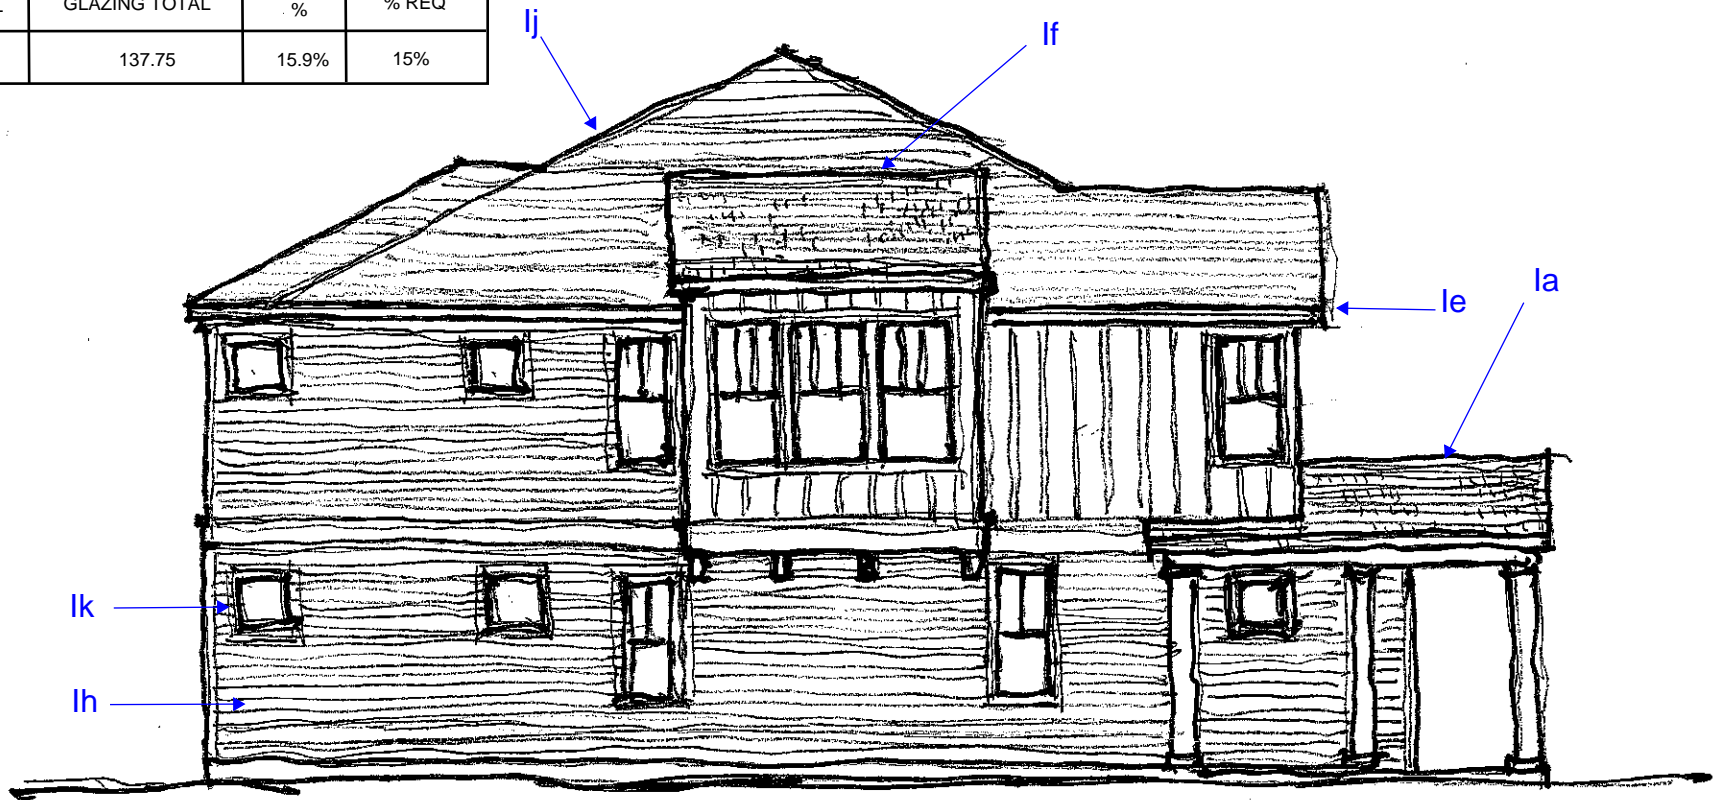 GLAZING TOTAL % % REQ
137.75 15.9% 15%
Ij
If
Ia
Ie
Ik
Ih